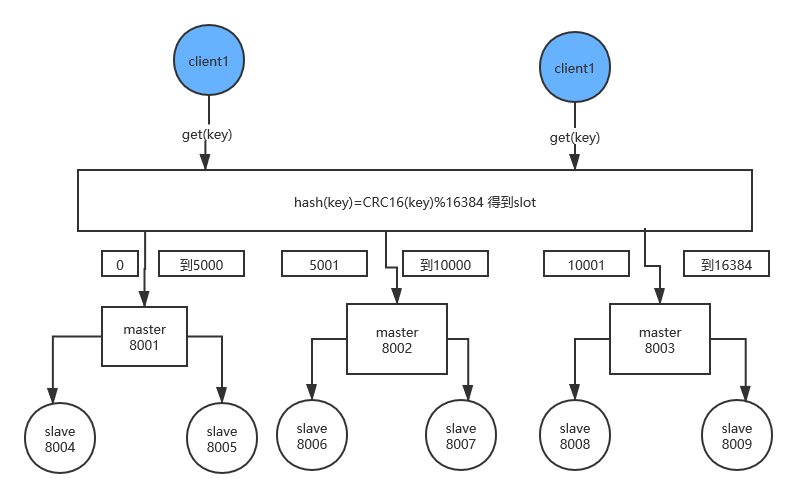 client1
client1
get(key)
get(key)
hash(key)=CRC16(key)%16384 得到slot
0
到5000
5001
到10000
10001
到16384
master
8001
master
8002
master
8003
slave
8004
slave
8005
slave
8006
slave
8007
slave
8008
slave
8009